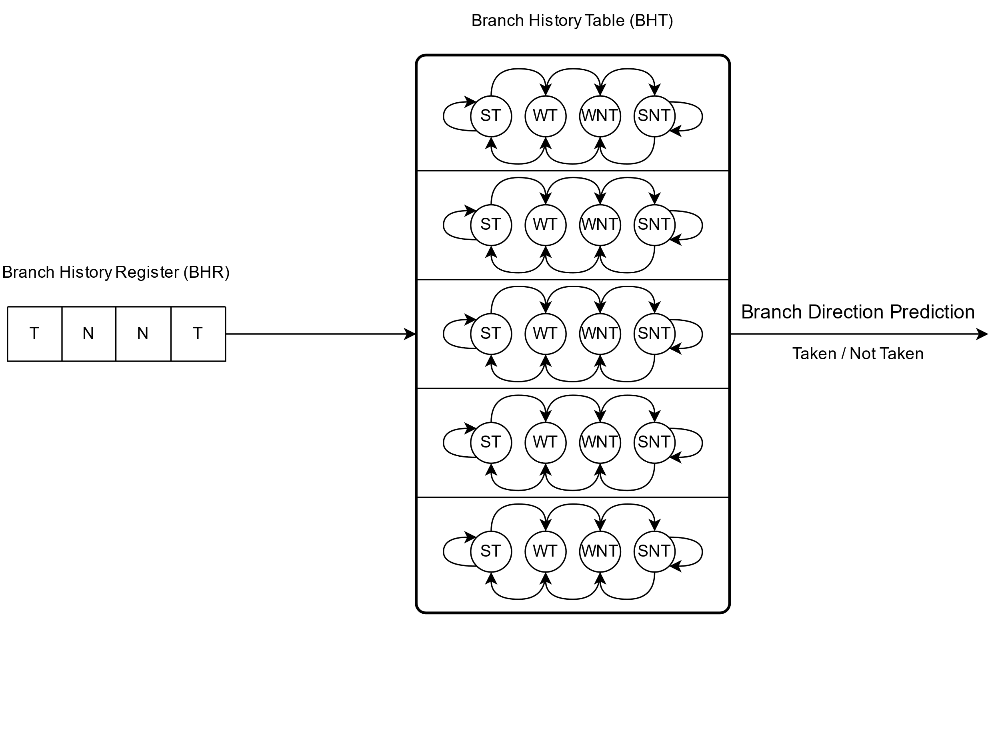 Branch History Table (BHT)
ST WT WNT SNT
ST WT WNT SNT
Branch History Register (BHR)
T N N T
ST WT WNT SNT
Branch Direction Prediction
Taken / Not Taken
ST WT WNT SNT
ST WT WNT SNT